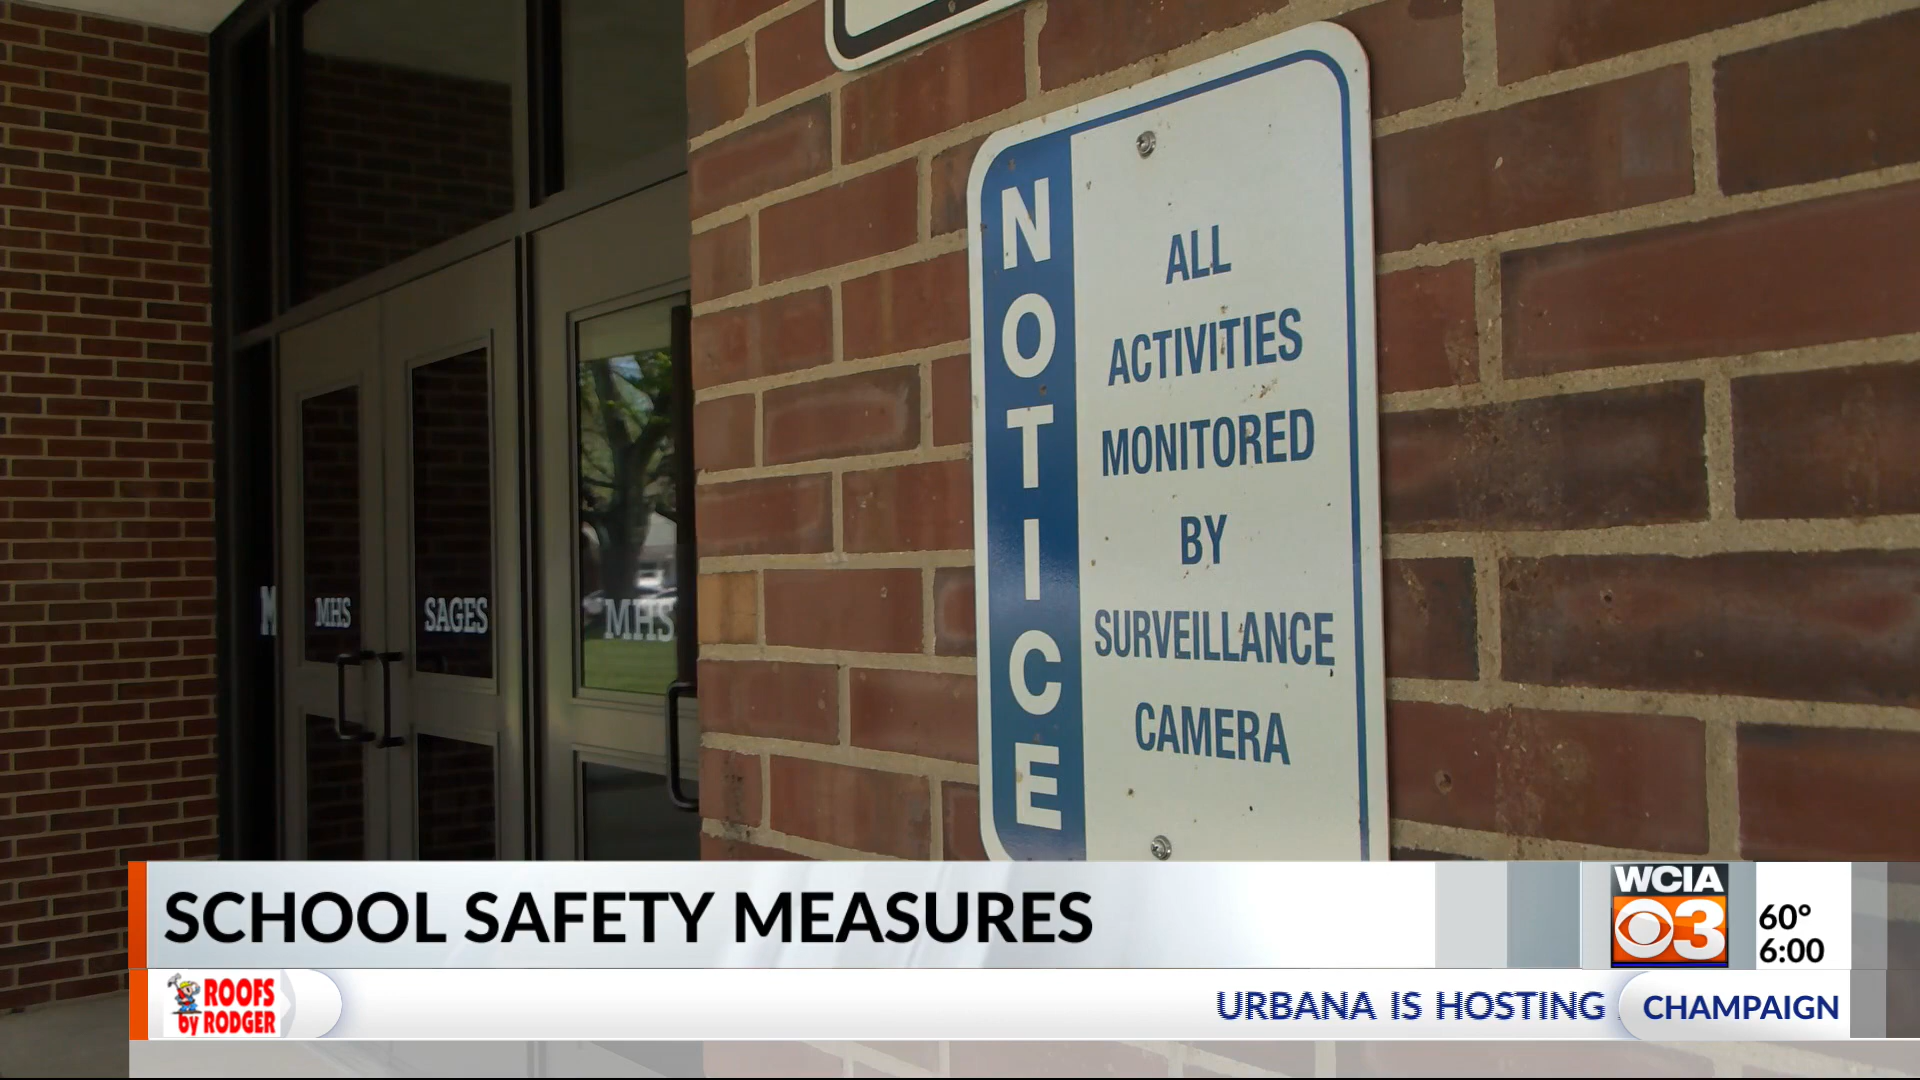 NOTICE
ALL
ACTIVITIES
MONITORED
BY
SURVEILLANCE
CAMERA
MHS
SAGES
MHS
SCHOOL SAFETY MEASURES
WCIA
3
60°
6:00
ROOFS
by RODGER
URBANA IS HOSTING
CHAMPAIGN